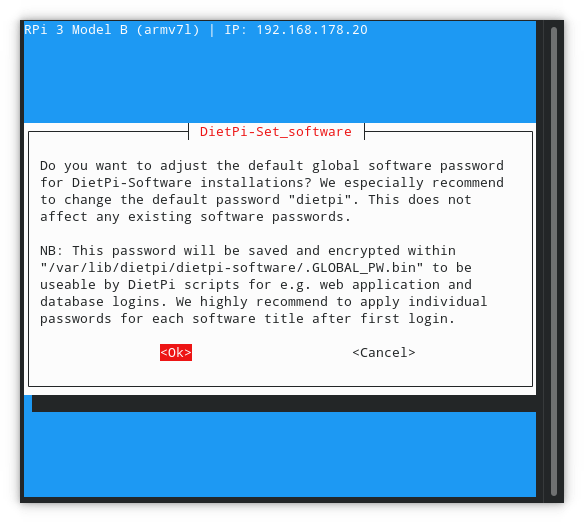 RPi 3 Model B (armv7l) | IP: 192.168.178.20
DietPi-Set_software
Do you want to adjust the default global software password
for DietPi-Software installations? We especially recommend
to change the default password "dietpi". This does not
affect any existing software passwords.
NB: This password will be saved and encrypted within
"/var/lib/dietpi/dietpi-software/.GLOBAL_PW.bin" to be
useable by DietPi scripts for e.g. web application and
database logins. We highly recommend to apply individual
passwords for each software title after first login.
<Ok> <Cancel>